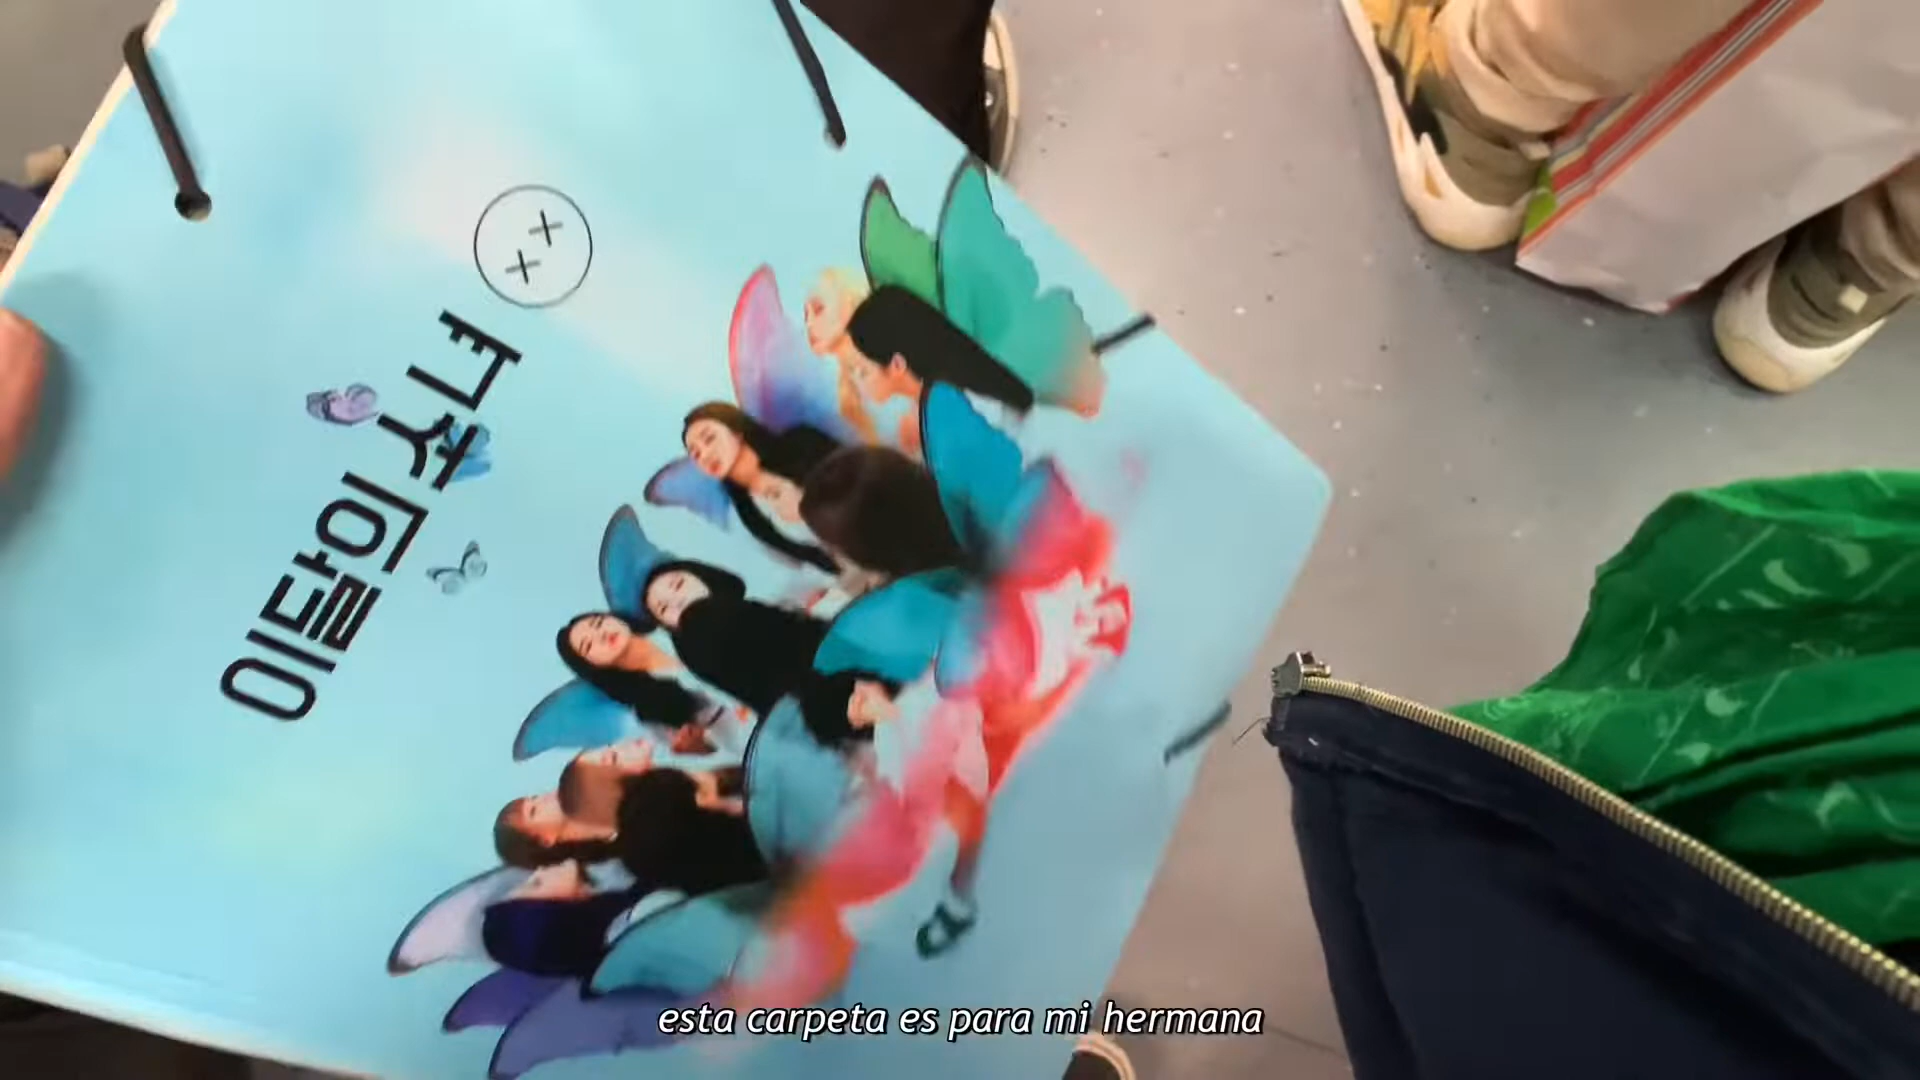 이달의 소녀
++
esta carpeta es para mi hermana